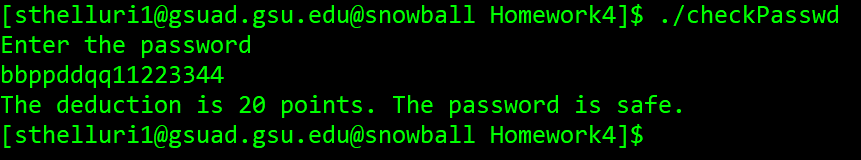 [sthelluri1@gsuad.gsu.edu@snowball Homework4]$ ./checkPasswd
Enter the password
bbppddqq11223344
The deduction is 20 points. The password is safe.
[sthelluri1@gsuad.gsu.edu@snowball Homework4]$